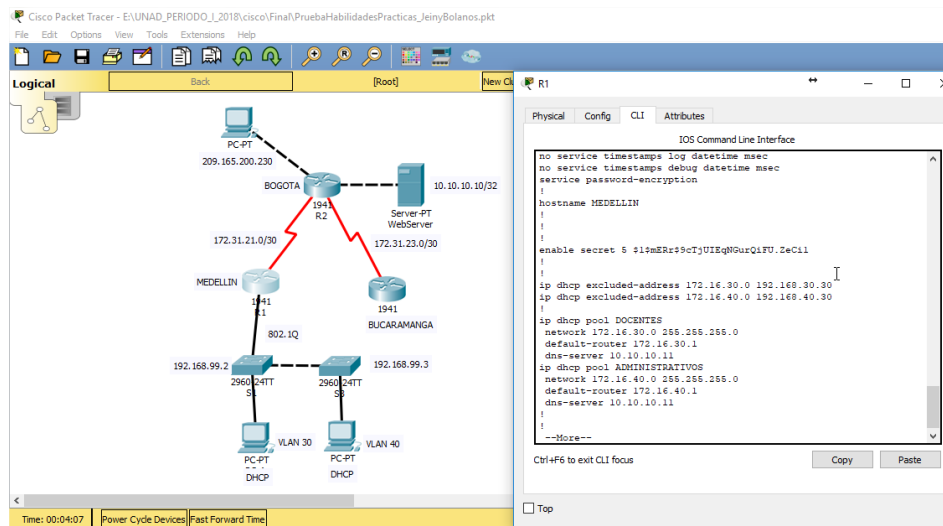 Cisco Packet Tracer - E:\UNAD_PERIODO_I_2018\cisco\Final\PruebaHabilidadesPracticas_JeinyBolanos.pkt
File Edit Options View Tools Extensions Help
Logical
Back
[Root]
New Cl
PC-PT
209.165.200.230
BOGOTA
1941
R2
10.10.10.10/32
Server-PT
WebServer
172.31.21.0/30
172.31.23.0/30
MEDELLIN
1941
R1
1941
BUCARAMANGA
802.1Q
192.168.99.2
192.168.99.3
2960-24TT
S1
2960-24TT
S3
VLAN 30
VLAN 40
PC-PT
DHCP
PC-PT
DHCP
Time: 00:04:07
Power Cycle Devices
Fast Forward Time
R1
Physical Config CLI Attributes
IOS Command Line Interface
no service timestamps log datetime msec
no service timestamps debug datetime msec
service password-encryption
!
hostname MEDELLIN
!
!
!
enable secret 5 $1$mERr$9cTjUIEqNGurQiFU.ZeCi1
!
!
ip dhcp excluded-address 172.16.30.0 192.168.30.30
ip dhcp excluded-address 172.16.40.0 192.168.40.30
!
ip dhcp pool DOCENTES
network 172.16.30.0 255.255.255.0
default-router 172.16.30.1
dns-server 10.10.10.11
ip dhcp pool ADMINISTRATIVOS
network 172.16.40.0 255.255.255.0
default-router 172.16.40.1
dns-server 10.10.10.11
!
!
--More--
Ctrl+F6 to exit CLI focus
Copy
Paste
Top